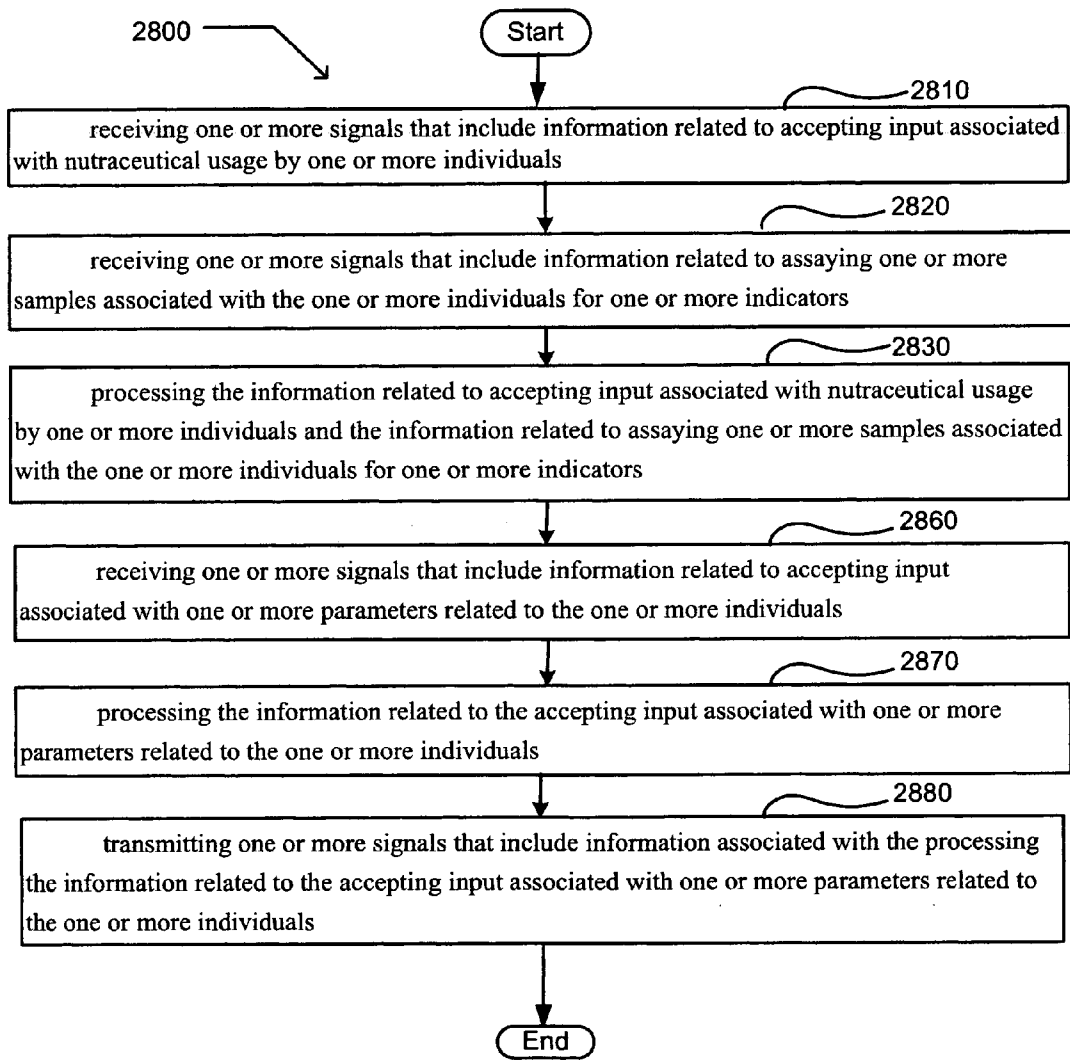 2800
Start
2810
receiving one or more signals that include information related to accepting input associated
with nutraceutical usage by one or more individuals
2820
receiving one or more signals that include information related to assaying one or more
samples associated with the one or more individuals for one or more indicators
2830
processing the information related to accepting input associated with nutraceutical usage
by one or more individuals and the information related to assaying one or more samples associated
with the one or more individuals for one or more indicators
2860
receiving one or more signals that include information related to accepting input
associated with one or more parameters related to the one or more individuals
2870
processing the information related to the accepting input associated with one or more
parameters related to the one or more individuals
2880
transmitting one or more signals that include information associated with the processing
the information related to the accepting input associated with one or more parameters related to
the one or more individuals
End